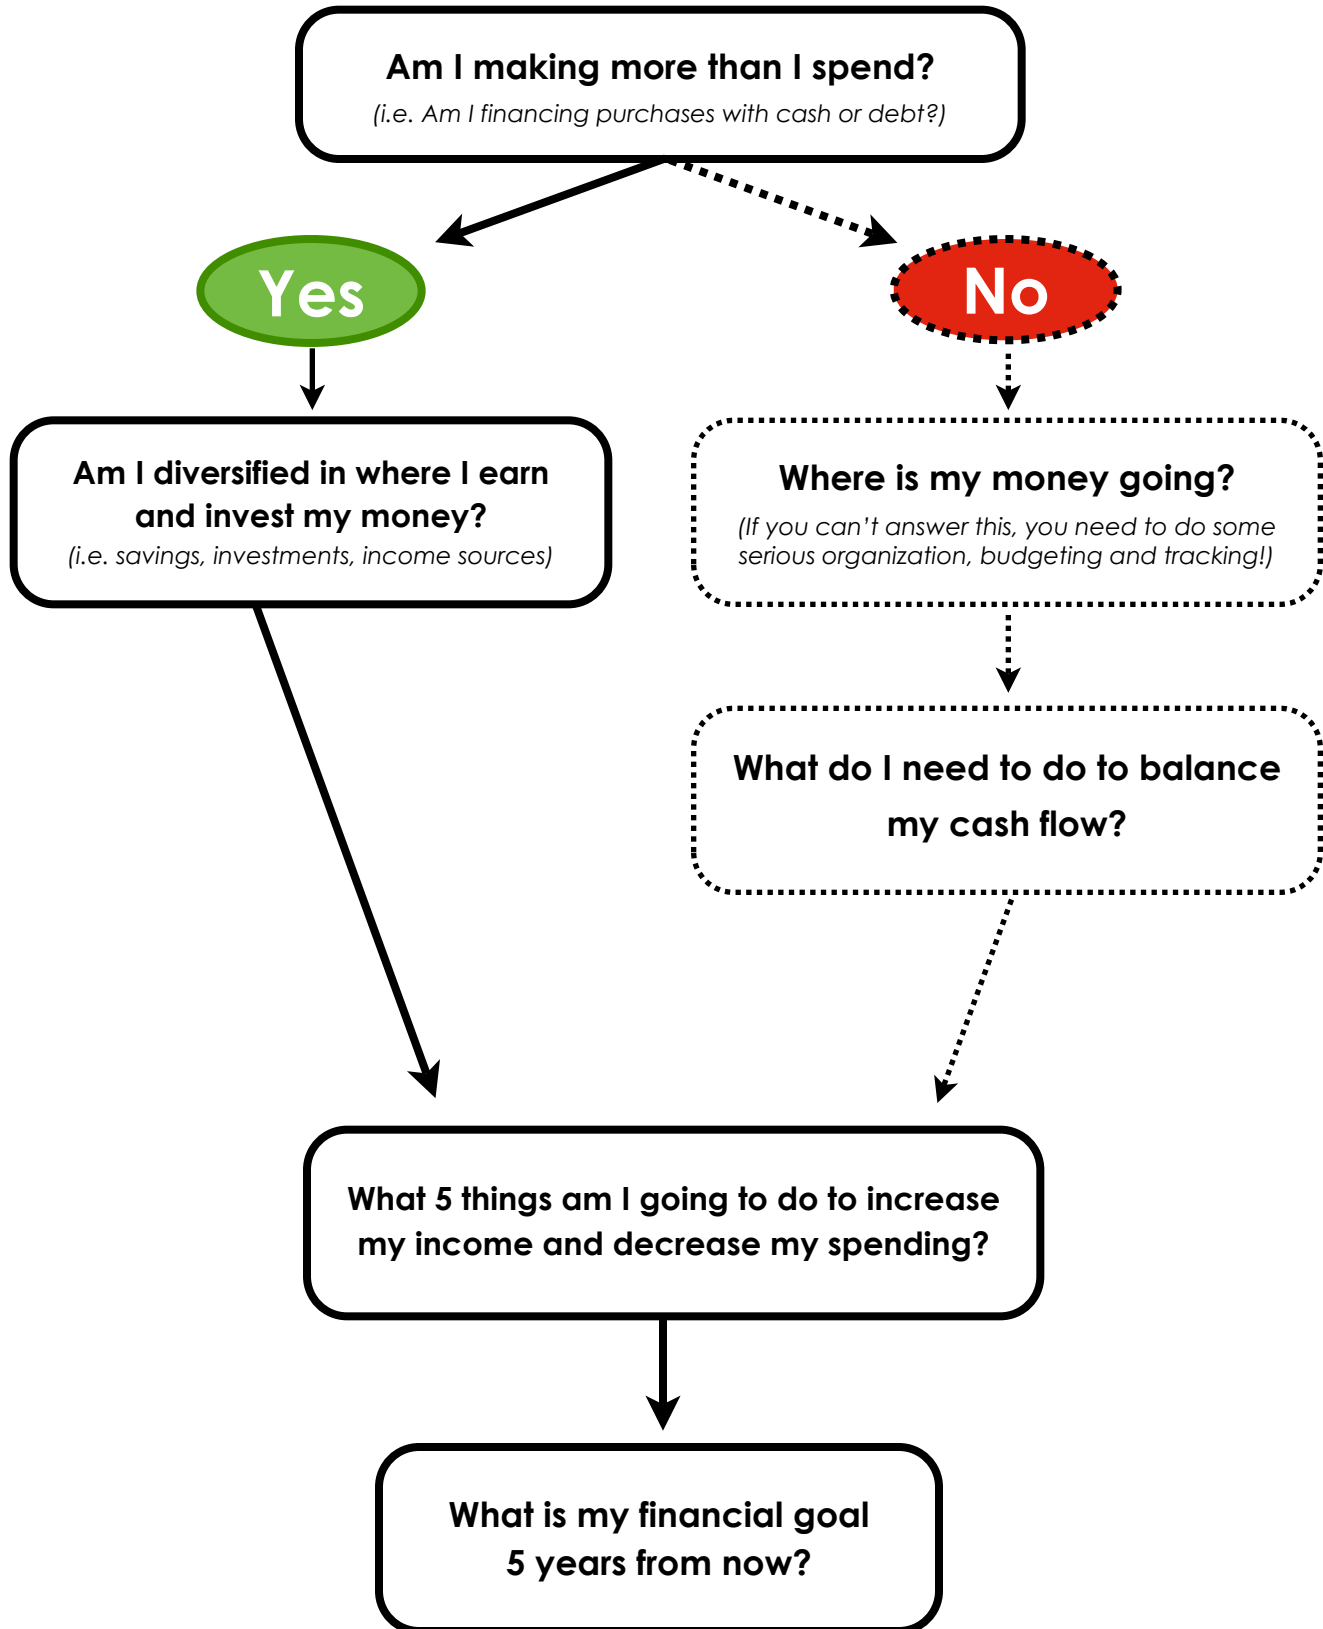 Am I making more than I spend?
(i.e. Am I financing purchases with cash or debt?)
Yes
No
Am I diversified in where I earn
and invest my money?
(i.e. savings, investments, income sources)
Where is my money going?
(If you can’t answer this, you need to do some
serious organization, budgeting and tracking!)
What do I need to do to balance
my cash flow?
What 5 things am I going to do to increase
my income and decrease my spending?
What is my financial goal
5 years from now?